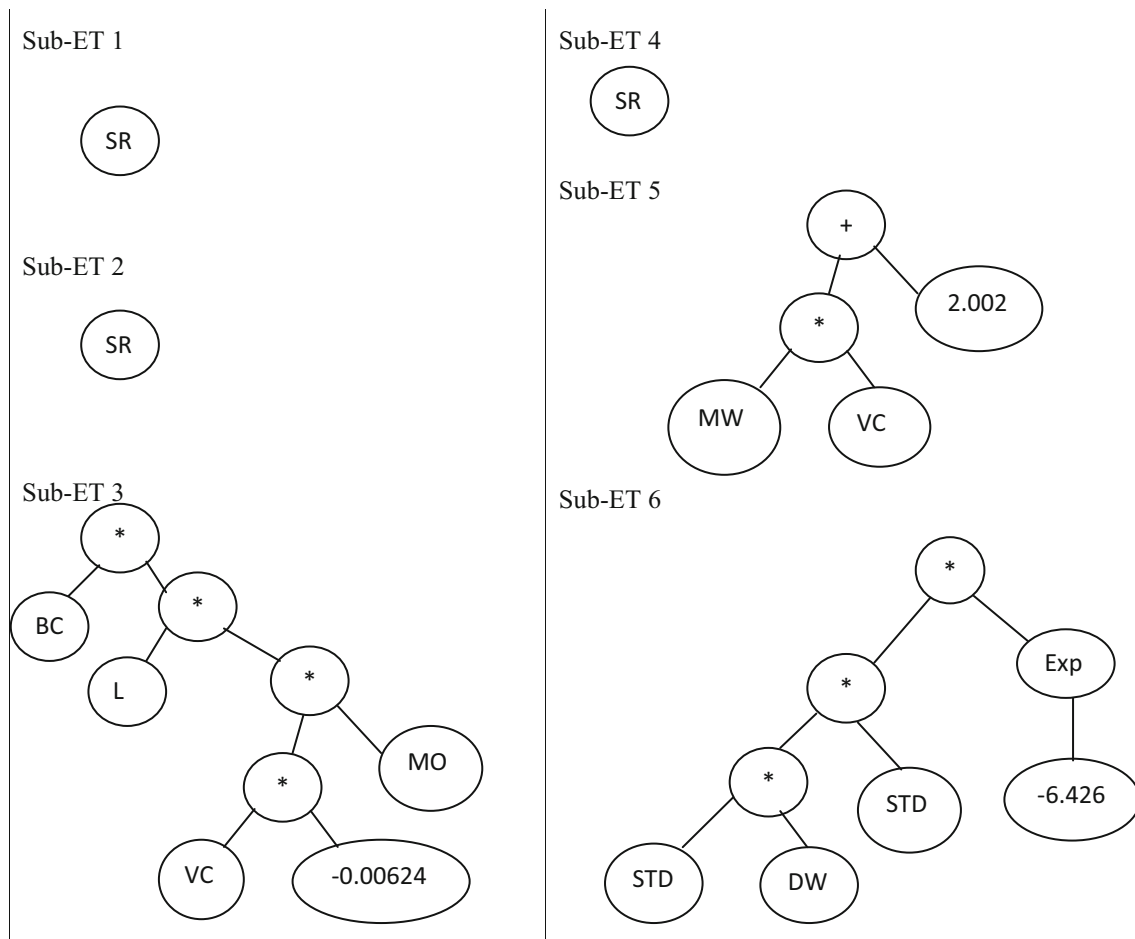 Sub-ET 1
SR
Sub-ET 2
SR
Sub-ET 3
*
BC
*
L
*
*
MO
VC
-0.00624
Sub-ET 4
SR
Sub-ET 5
+
*
2.002
MW
VC
Sub-ET 6
*
*
Exp
*
STD
-6.426
STD
DW